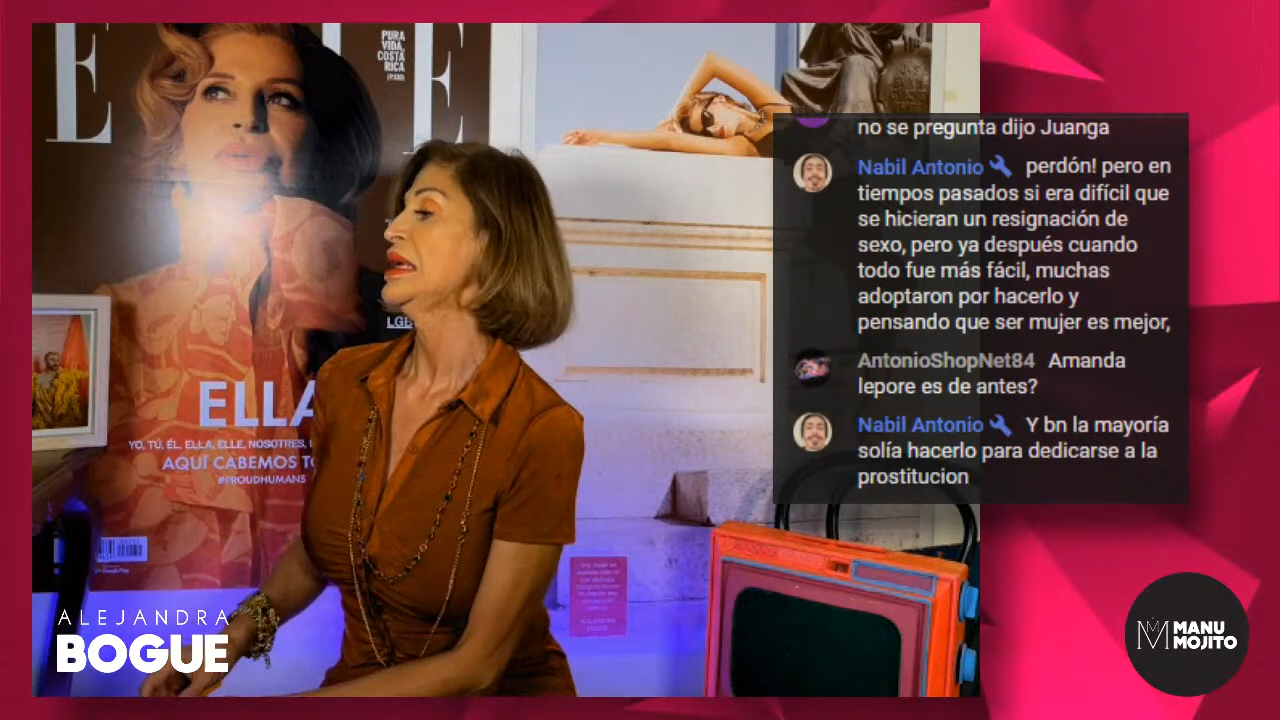 E
E
PURA
VIDA,
COSTA
RICA
ELLA
YO, TÚ, ÉL, ELLA, ELLE, NOSOTRES,
AQUÍ CABEMOS
#PROUDHUMANS
ALEJANDRA
BOGUE
no se pregunta dijo Juanga
Nabil Antonio perdón! pero en
tiempos pasados si era difícil que
se hicieran un resignación de
sexo, pero ya después cuando
todo fue más fácil, muchas
adoptaron por hacerlo y
pensando que ser mujer es mejor,
AntonioShopNet84 Amanda
lepore es de antes?
Nabil Antonio Y bn la mayoría
solía hacerlo para dedicarse a la
prostitucion
MANU
MOJITO